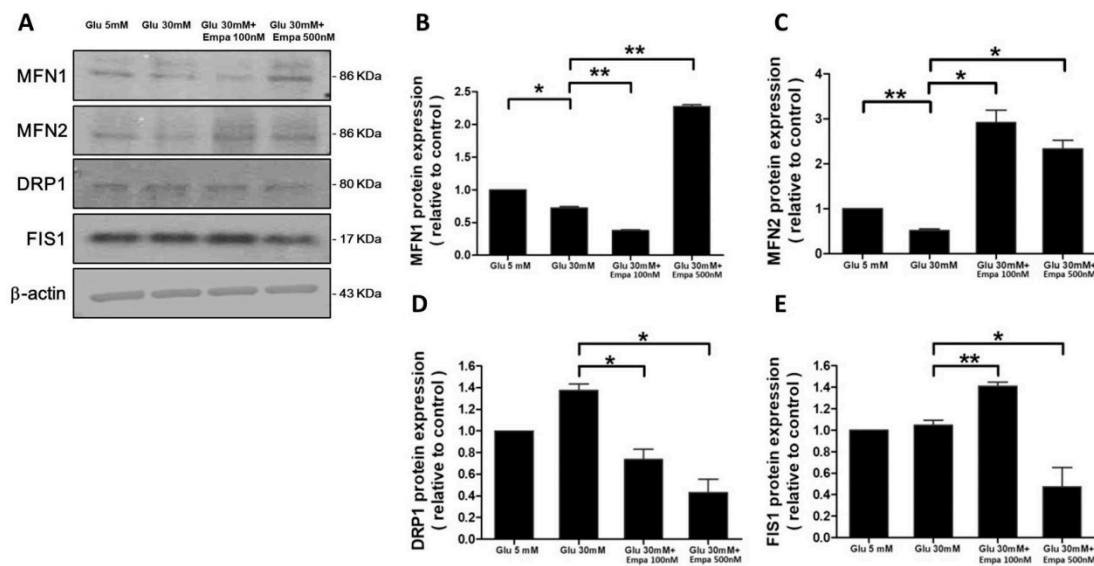 A
Glu 5mM Glu 30mM Glu 30mM+ Glu 30mM+
Empa 100nM Empa 500nM
MFN1 - 86 KDa
MFN2 - 86 KDa
DRP1 - 80 KDa
FIS1 - 17 KDa
β-actin - 43 KDa
B
MFN1 protein expression
( relative to control )
2.5
2.0
1.5
1.0
0.5
0.0
* ** **
Glu 5 mM Glu 30mM Glu 30mM+ Glu 30mM+
Empa 100nM Empa 500nM
C
MFN2 protein expression
( relative to control )
4
3
2
1
0
** * *
Glu 5 mM Glu 30mM Glu 30mM+ Glu 30mM+
Empa 100nM Empa 500nM
D
DRP1 protein expression
( relative to control )
1.6
1.4
1.2
1.0
0.8
0.6
0.4
0.2
0.0
* *
Glu 5 mM Glu 30mM Glu 30mM+ Glu 30mM+
Empa 100nM Empa 500nM
E
FIS1 protein expression
( relative to control )
1.6
1.4
1.2
1.0
0.8
0.6
0.4
0.2
0.0
** *
Glu 5 mM Glu 30mM Glu 30mM+ Glu 30mM+
Empa 100nM Empa 500nM